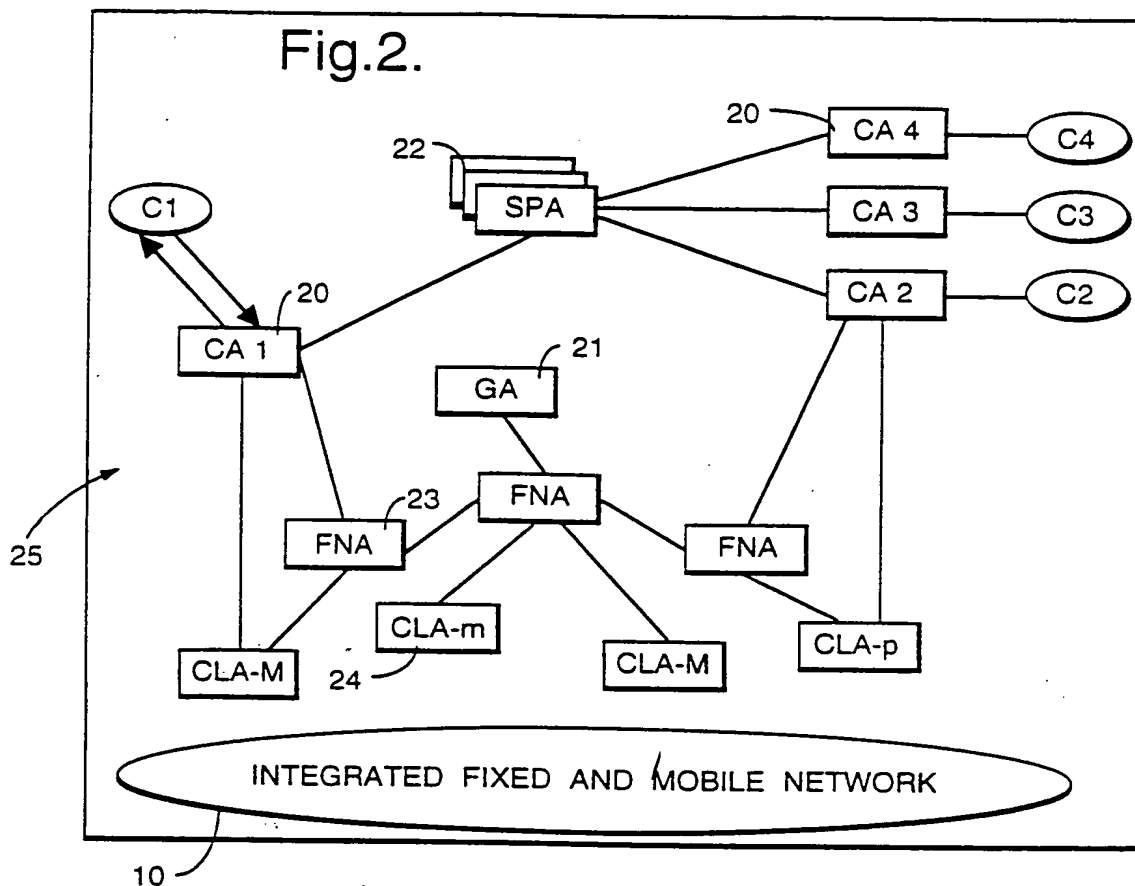 Fig.2.
20
CA 4
C4
22
SPA
CA 3
C3
C1
20
CA 2
C2
CA 1
21
GA
FNA
23
FNA
FNA
25
CLA-m
24
CLA-M
CLA-M
CLA-p
INTEGRATED FIXED AND MOBILE NETWORK
10